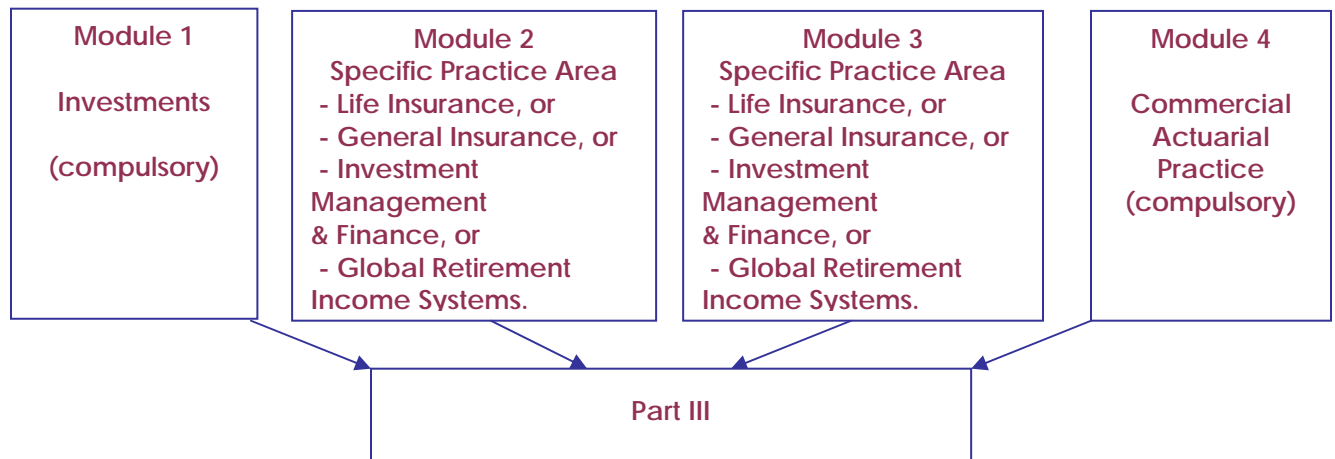 Module 1
Investments
(compulsory)
Module 2
Specific Practice Area
- Life Insurance, or
- General Insurance, or
- Investment
Management
& Finance, or
- Global Retirement
Income Systems.
Module 3
Specific Practice Area
- Life Insurance, or
- General Insurance, or
- Investment
Management
& Finance, or
- Global Retirement
Income Systems.
Module 4
Commercial
Actuarial
Practice
(compulsory)
Part III